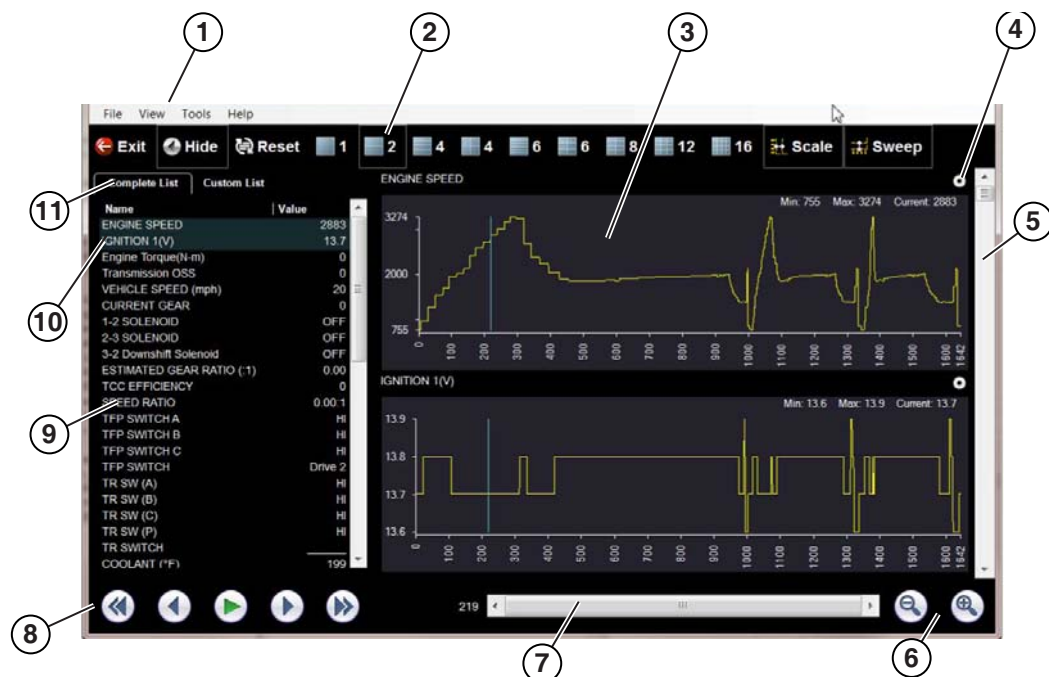 1 2 3 4
File View Tools Help
Exit Hide Reset 1 2 4 4 6 6 8 12 16 Scale Sweep
11
Complete List Custom List
Name Value
ENGINE SPEED 2883
IGNITION 1(V) 13.7
Engine Torque(N-m) 0
Transmission OSS 0
VEHICLE SPEED (mph) 20
CURRENT GEAR 0
1-2 SOLENOID OFF
2-3 SOLENOID OFF
3-2 Downshift Solenoid OFF
ESTIMATED GEAR RATIO (:1) 0.00
TCC EFFICIENCY 0
SPEED RATIO 0.00:1
TFP SWITCH A HI
TFP SWITCH B HI
TFP SWITCH C HI
TFP SWITCH Drive 2
TR SW (A) HI
TR SW (B) HI
TR SW (C) HI
TR SW (P) HI
TR SWITCH
COOLANT (°F) 199
10
9
ENGINE SPEED
Min: 755 Max: 3274 Current: 2883
3274
2000
755
0 100 200 300 400 500 600 700 800 900 1000 1100 1200 1300 1400 1500 1600 1642
IGNITION 1(V)
Min: 13.6 Max: 13.9 Current: 13.7
13.9
13.8
13.7
13.6
0 100 200 300 400 500 600 700 800 900 1000 1100 1200 1300 1400 1500 1600 1642
5
219
8
7
6